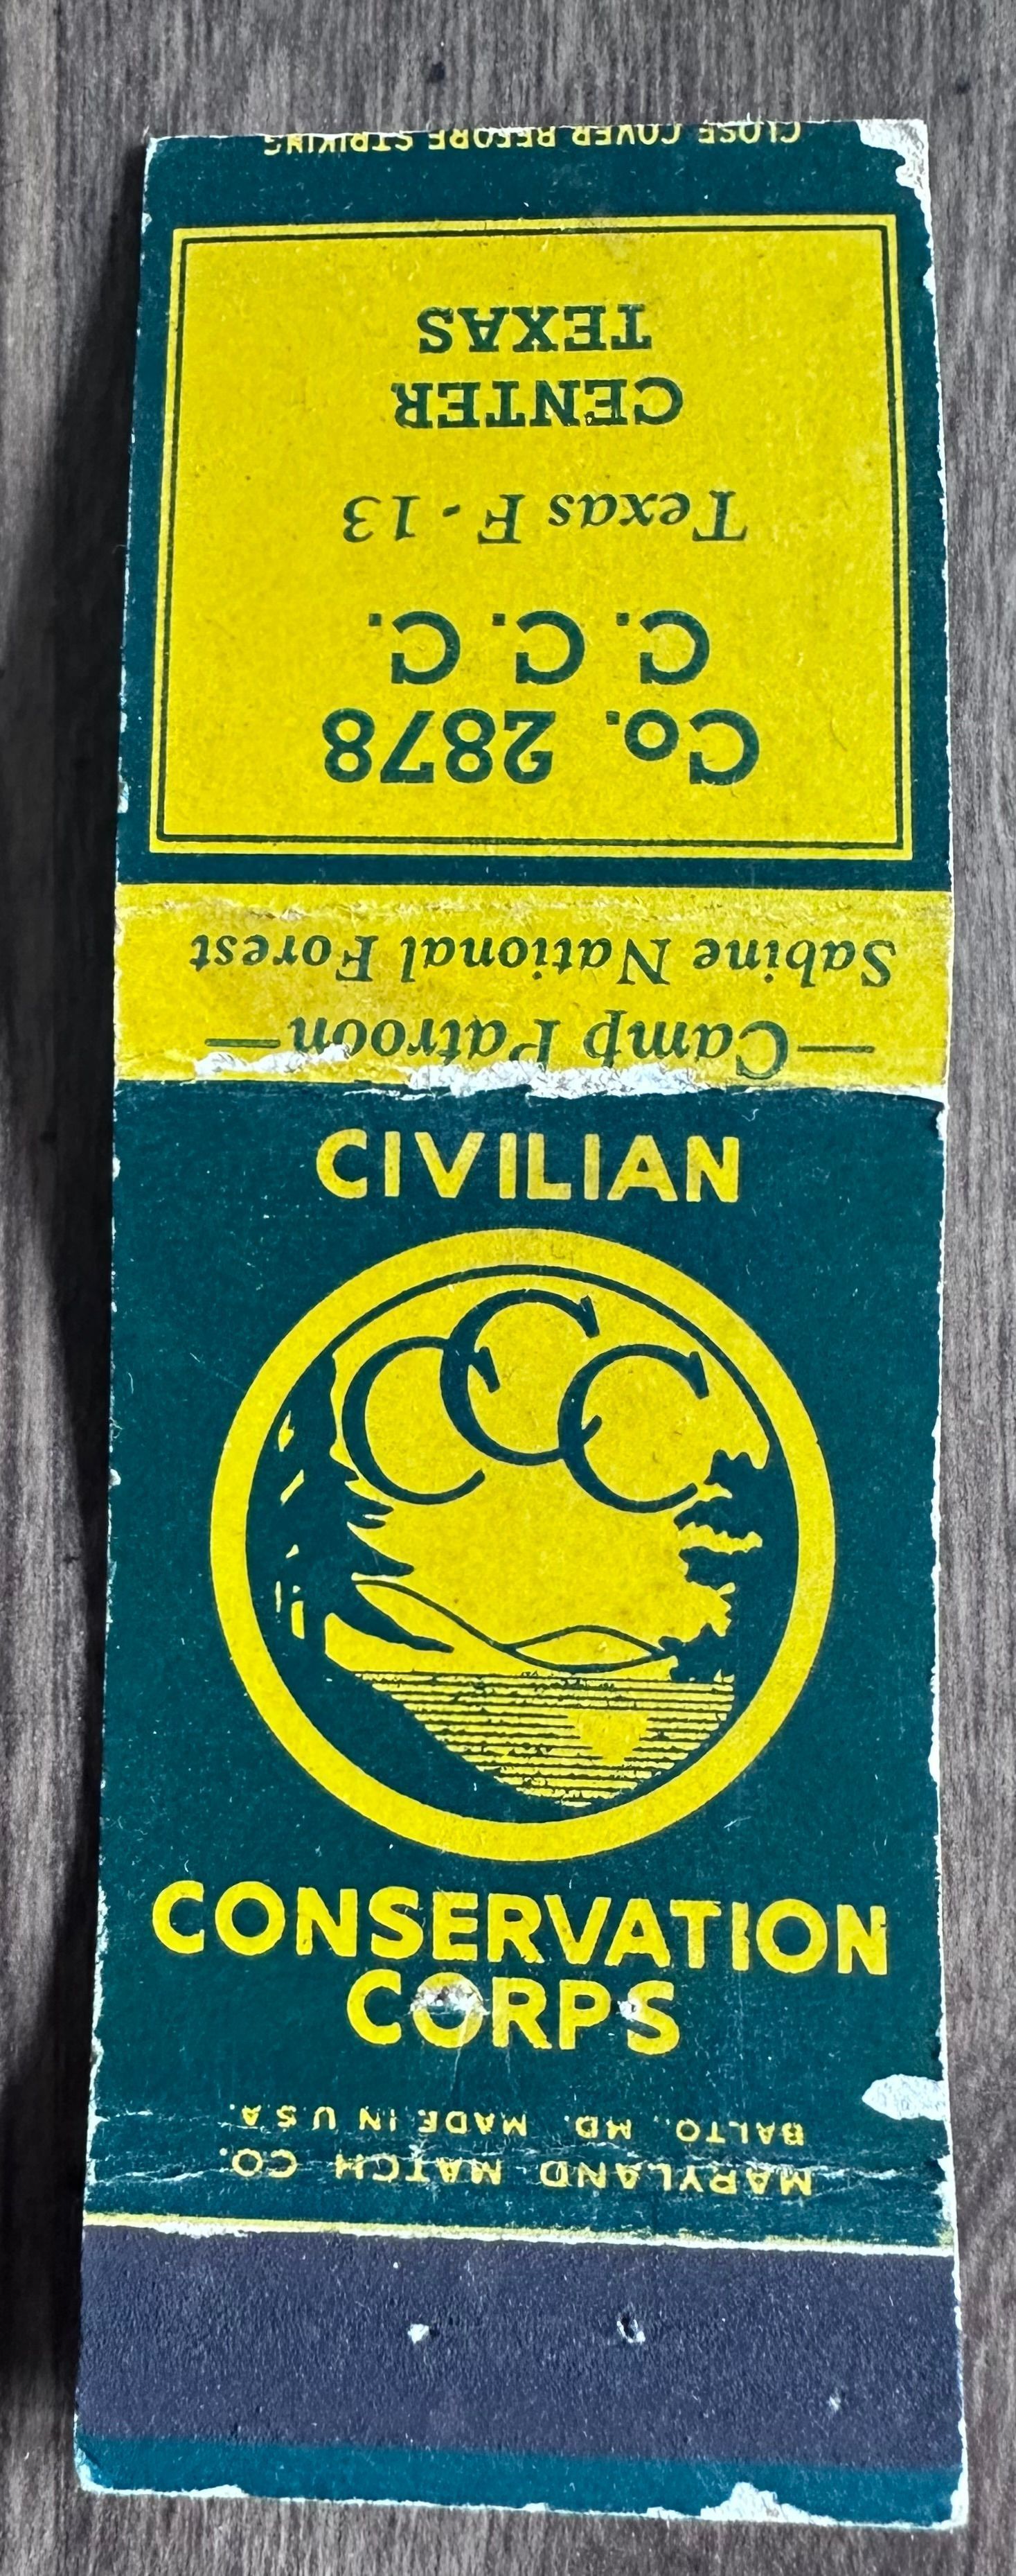 CLOSE COVER BEFORE STRIKING
Co. 2878
C. C. C.
Texas F - 13
CENTER
TEXAS
—Camp Patroon—
Sabine National Forest
CIVILIAN
CCC
CONSERVATION
CORPS
MARYLAND MATCH CO.
BALTO., MD. MADE IN U S A.